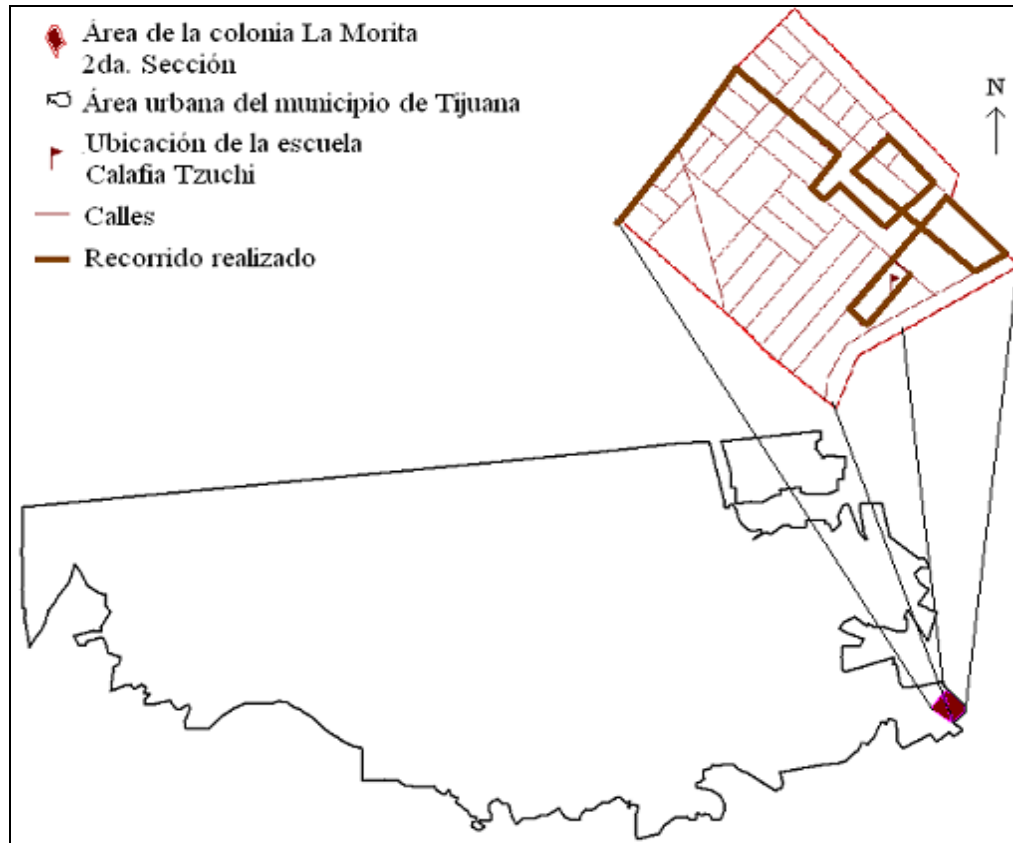 Área de la colonia La Morita
2da. Sección
Área urbana del municipio de Tijuana
Ubicación de la escuela
Calafia Tzuchi
Calles
Recorrido realizado
N